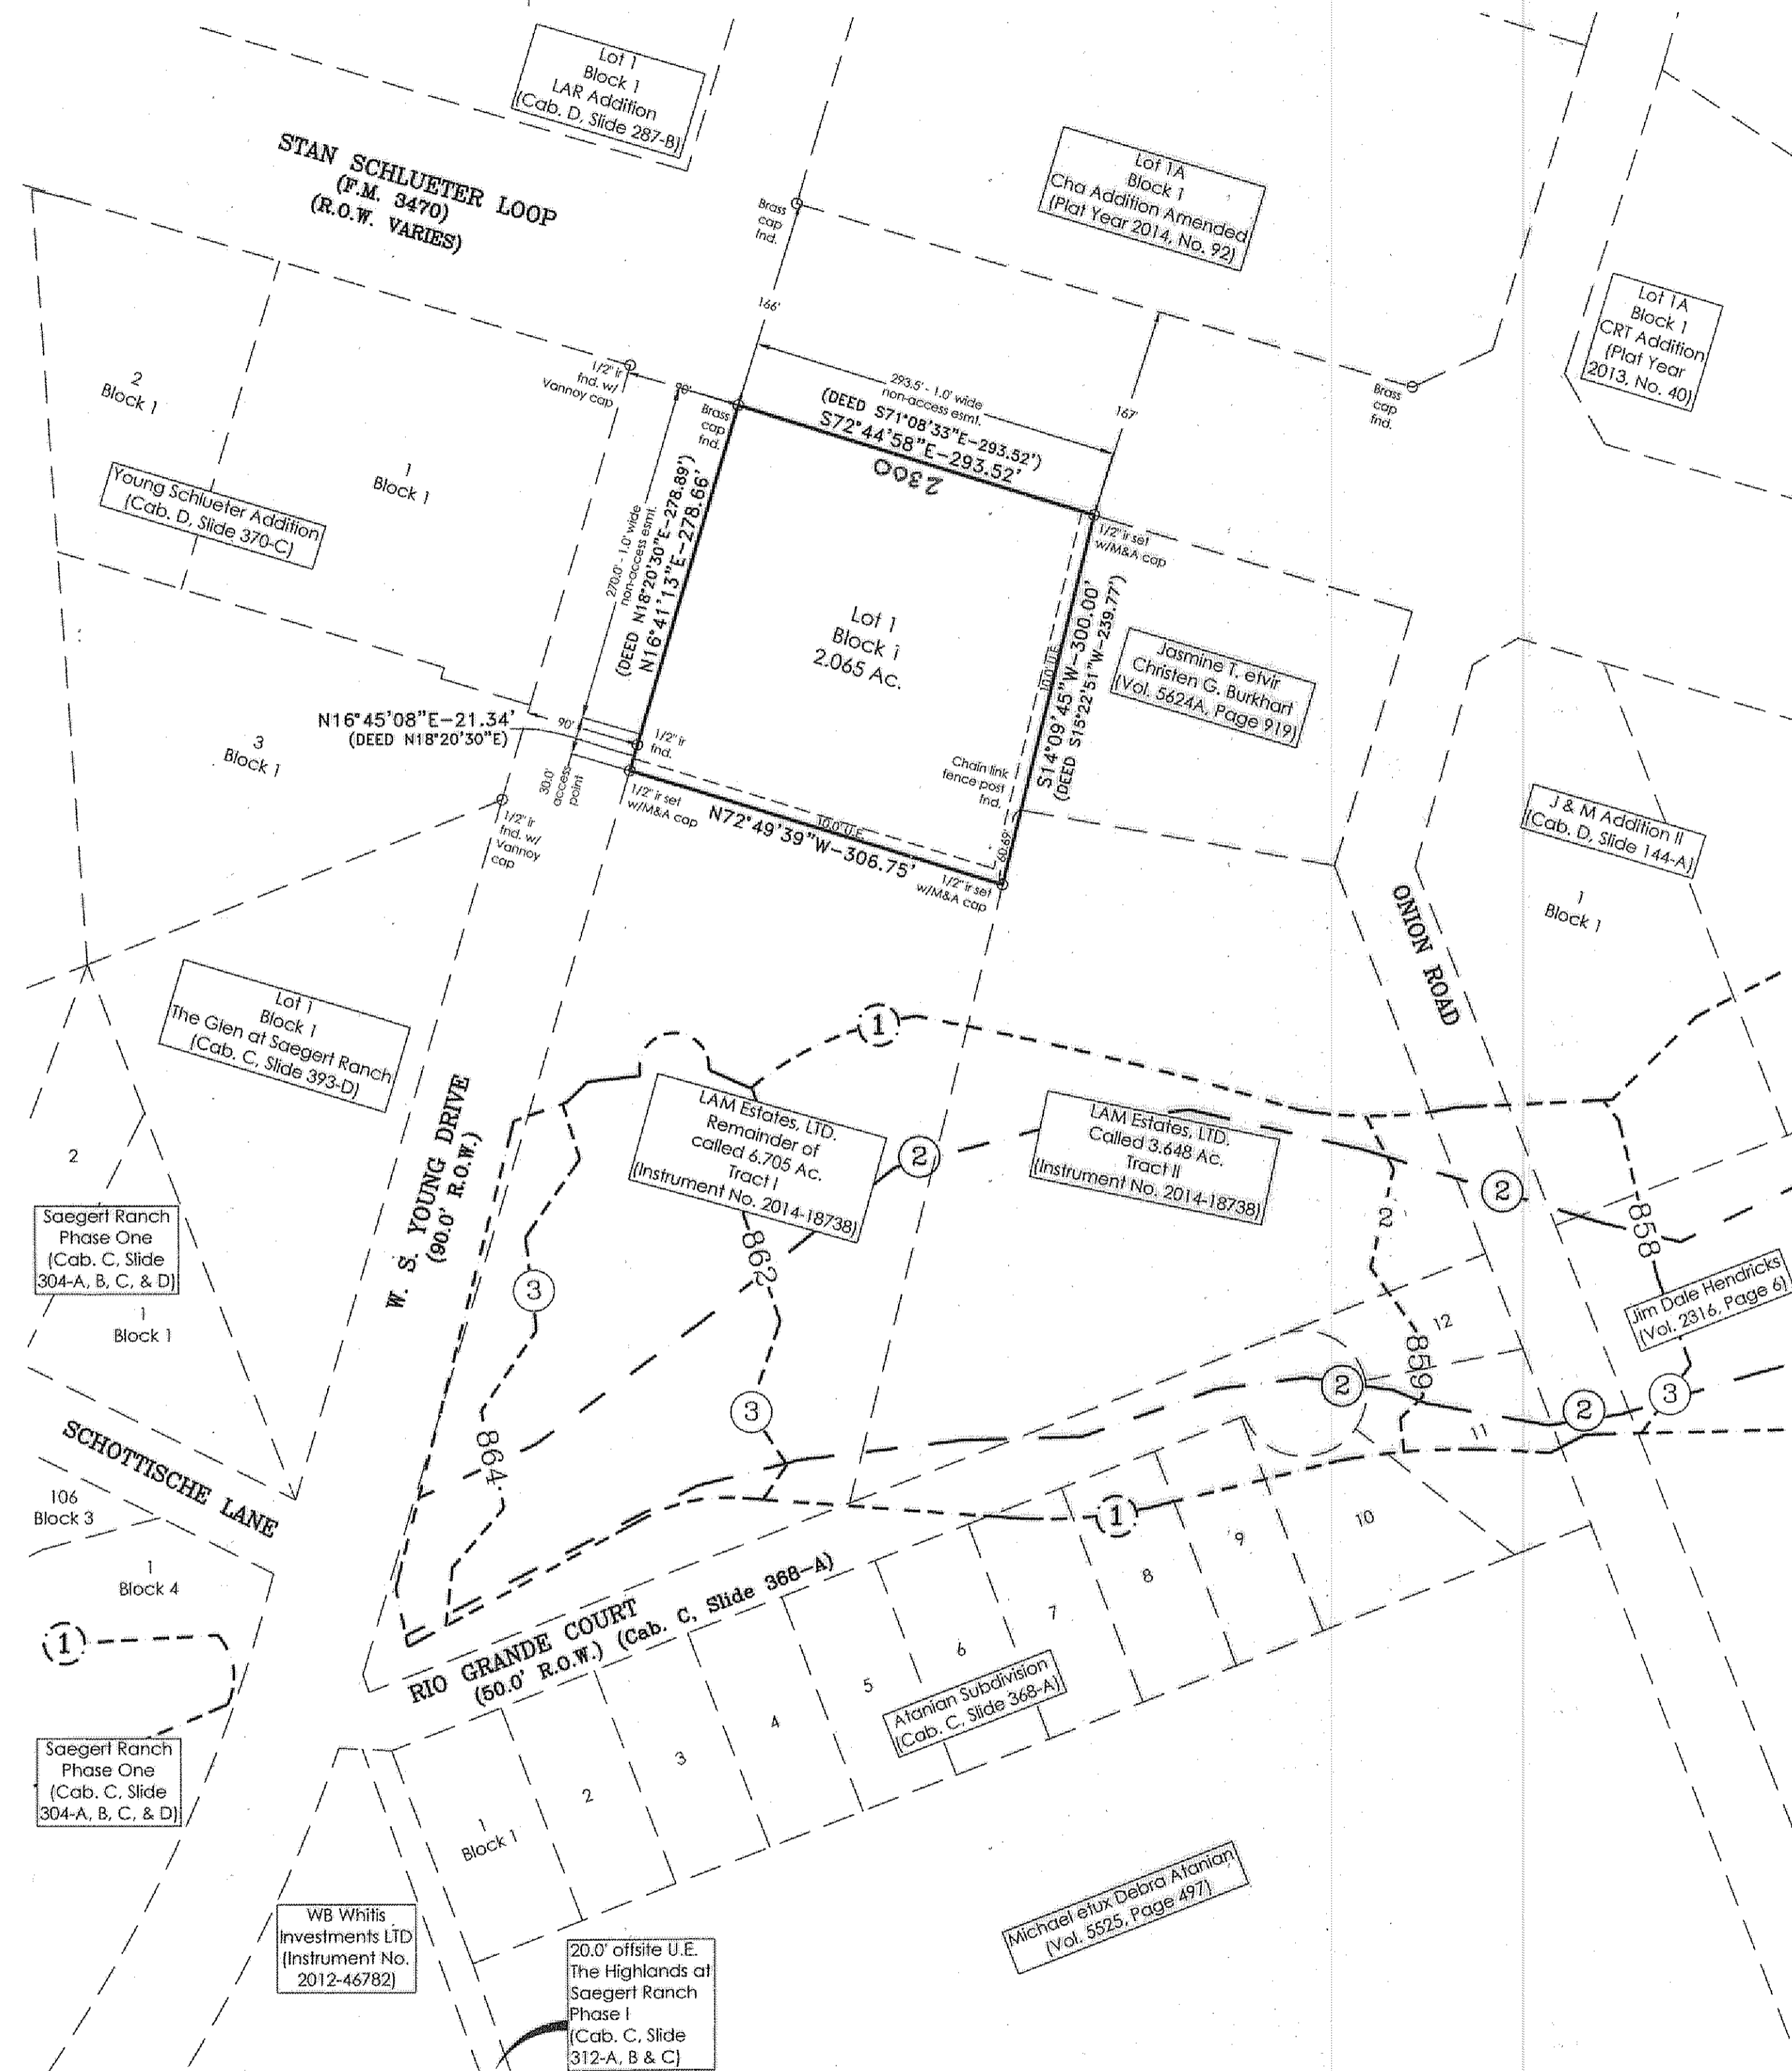 Lot 1
Block 1
LAR Addition
(Cab. D, Slide 287-B)
STAN SCHLUETER LOOP
(F.M. 3470)
(R.O.W. VARIES)
Lot 1A
Block 1
Cha Addition Amended
(Plat Year 2014, No. 92)
Brass
cap
fnd.
166'
Lot 1A
Block 1
CRT Addition
(Plat Year
2013, No. 40)
2
Block 1
1
Block 1
Young Schlueter Addition
(Cab. D, Slide 370-C)
1/2" ir
fnd. w/
Vannoy cap
90'
Brass
cap
fnd.
293.5' - 1.0' wide
non-access esmt.
(DEED S71°08'33"E-293.52')
S72°44'58"E-293.52'
2300
167'
Brass
cap
fnd.
270.0' - 1.0' wide
non-access esmt.
(DEED N18°20'30"E-278.89')
N16°41'13"E-278.66'
1/2" ir set
w/M&A cap
Lot 1
Block 1
2.065 Ac.
10.0' U.E.
S14°09'45"W-300.00'
(DEED S15°22'51"W-239.77')
Jasmine T. etvir
Christen G. Burkhart
(Vol. 5624A, Page 919)
N16°45'08"E-21.34'
(DEED N18°20'30"E)
90'
1/2" ir
fnd.
3
Block 1
30.0'
access
point
1/2" ir set
w/M&A cap
1/2" ir
fnd. w/
Vannoy
cap
Chain link
fence post
fnd.
10.0' U.E.
N72°49'39"W-306.75'
60.69'
1/2" ir set
w/M&A cap
J & M Addition II
(Cab. D, Slide 144-A)
1
Block 1
ONION ROAD
Lot 1
Block 1
The Glen at Saegert Ranch
(Cab. C, Slide 393-D)
1
W. S. YOUNG DRIVE
(90.0' R.O.W.)
LAM Estates, LTD.
Remainder of
called 6.705 Ac.
Tract I
(Instrument No. 2014-18738)
2
LAM Estates, LTD.
Called 3.648 Ac.
Tract II
(Instrument No. 2014-18738)
2
2
2
Saegert Ranch
Phase One
(Cab. C, Slide
304-A, B, C, & D)
1
Block 1
3
862
858
Jim Dale Hendricks
(Vol. 2316, Page 6)
12
859
2
3
2
3
11
864
SCHOTTISCHE LANE
106
Block 3
1
Block 4
1
1
10
9
8
7
6
5
4
3
2
1
Block 1
RIO GRANDE COURT
(50.0' R.O.W.) (Cab. C, Slide 368-A)
Atanian Subdivision
(Cab. C, Slide 368-A)
Saegert Ranch
Phase One
(Cab. C, Slide
304-A, B, C, & D)
Michael etux Debra Atanian
(Vol. 5525, Page 497)
WB Whitis
Investments LTD
(Instrument No.
2012-46782)
20.0' offsite U.E.
The Highlands at
Saegert Ranch
Phase I
(Cab. C, Slide
312-A, B & C)